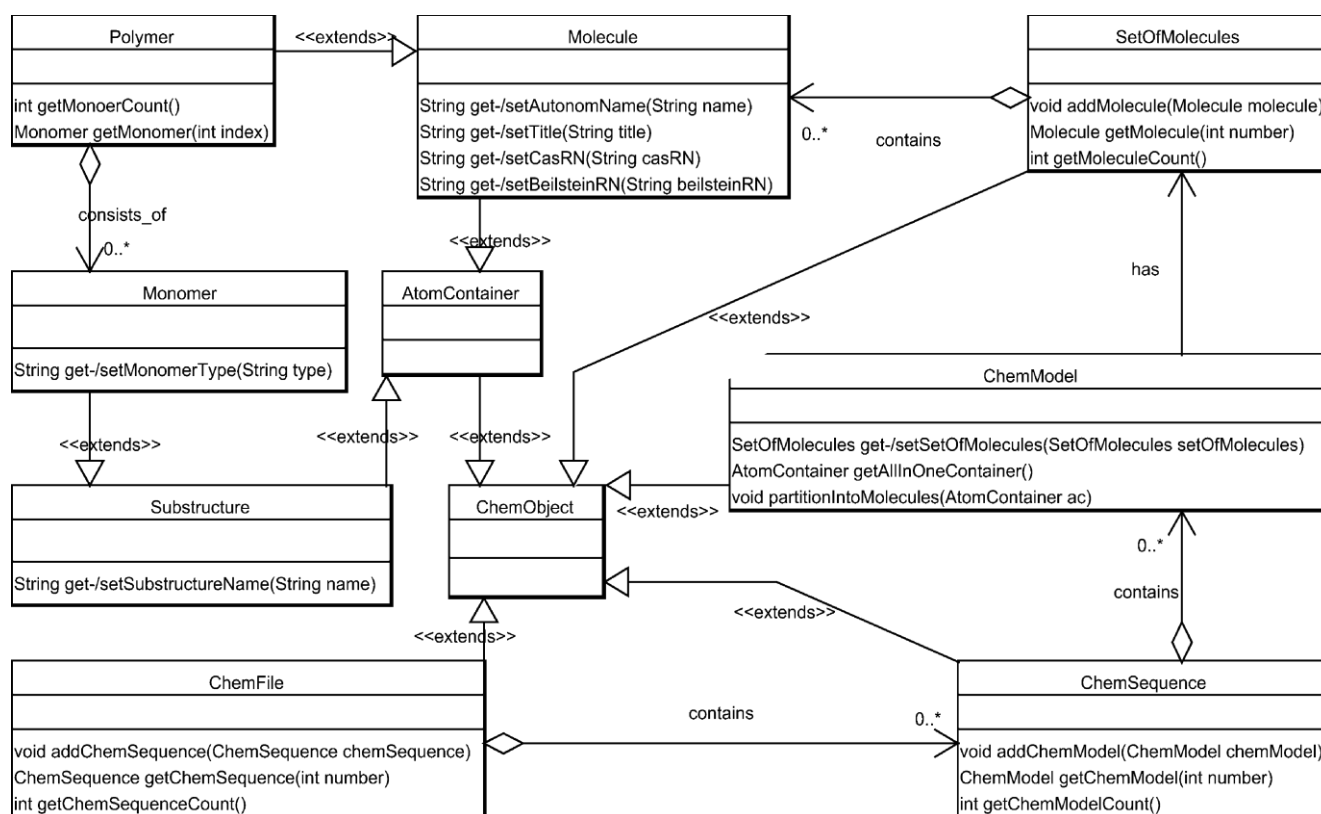 Polymer
int getMonoerCount()
Monomer getMonomer(int index)
<<extends>>
Molecule
String get-/setAutonomName(String name)
String get-/setTitle(String title)
String get-/setCasRN(String casRN)
String get-/setBeilsteinRN(String beilsteinRN)
0..*
contains
SetOfMolecules
void addMolecule(Molecule molecule)
Molecule getMolecule(int number)
int getMoleculeCount()
consists_of
0..*
<<extends>>
has
Monomer
String get-/setMonomerType(String type)
AtomContainer
<<extends>>
<<extends>>
<<extends>>
<<extends>>
ChemModel
SetOfMolecules get-/setSetOfMolecules(SetOfMolecules setOfMolecules)
AtomContainer getAllInOneContainer()
void partitionIntoMolecules(AtomContainer ac)
Substructure
String get-/setSubstructureName(String name)
ChemObject
<<extends>>
0..*
contains
<<extends>>
<<extends>>
ChemFile
void addChemSequence(ChemSequence chemSequence)
ChemSequence getChemSequence(int number)
int getChemSequenceCount()
contains
0..*
ChemSequence
void addChemModel(ChemModel chemModel)
ChemModel getChemModel(int number)
int getChemModelCount()